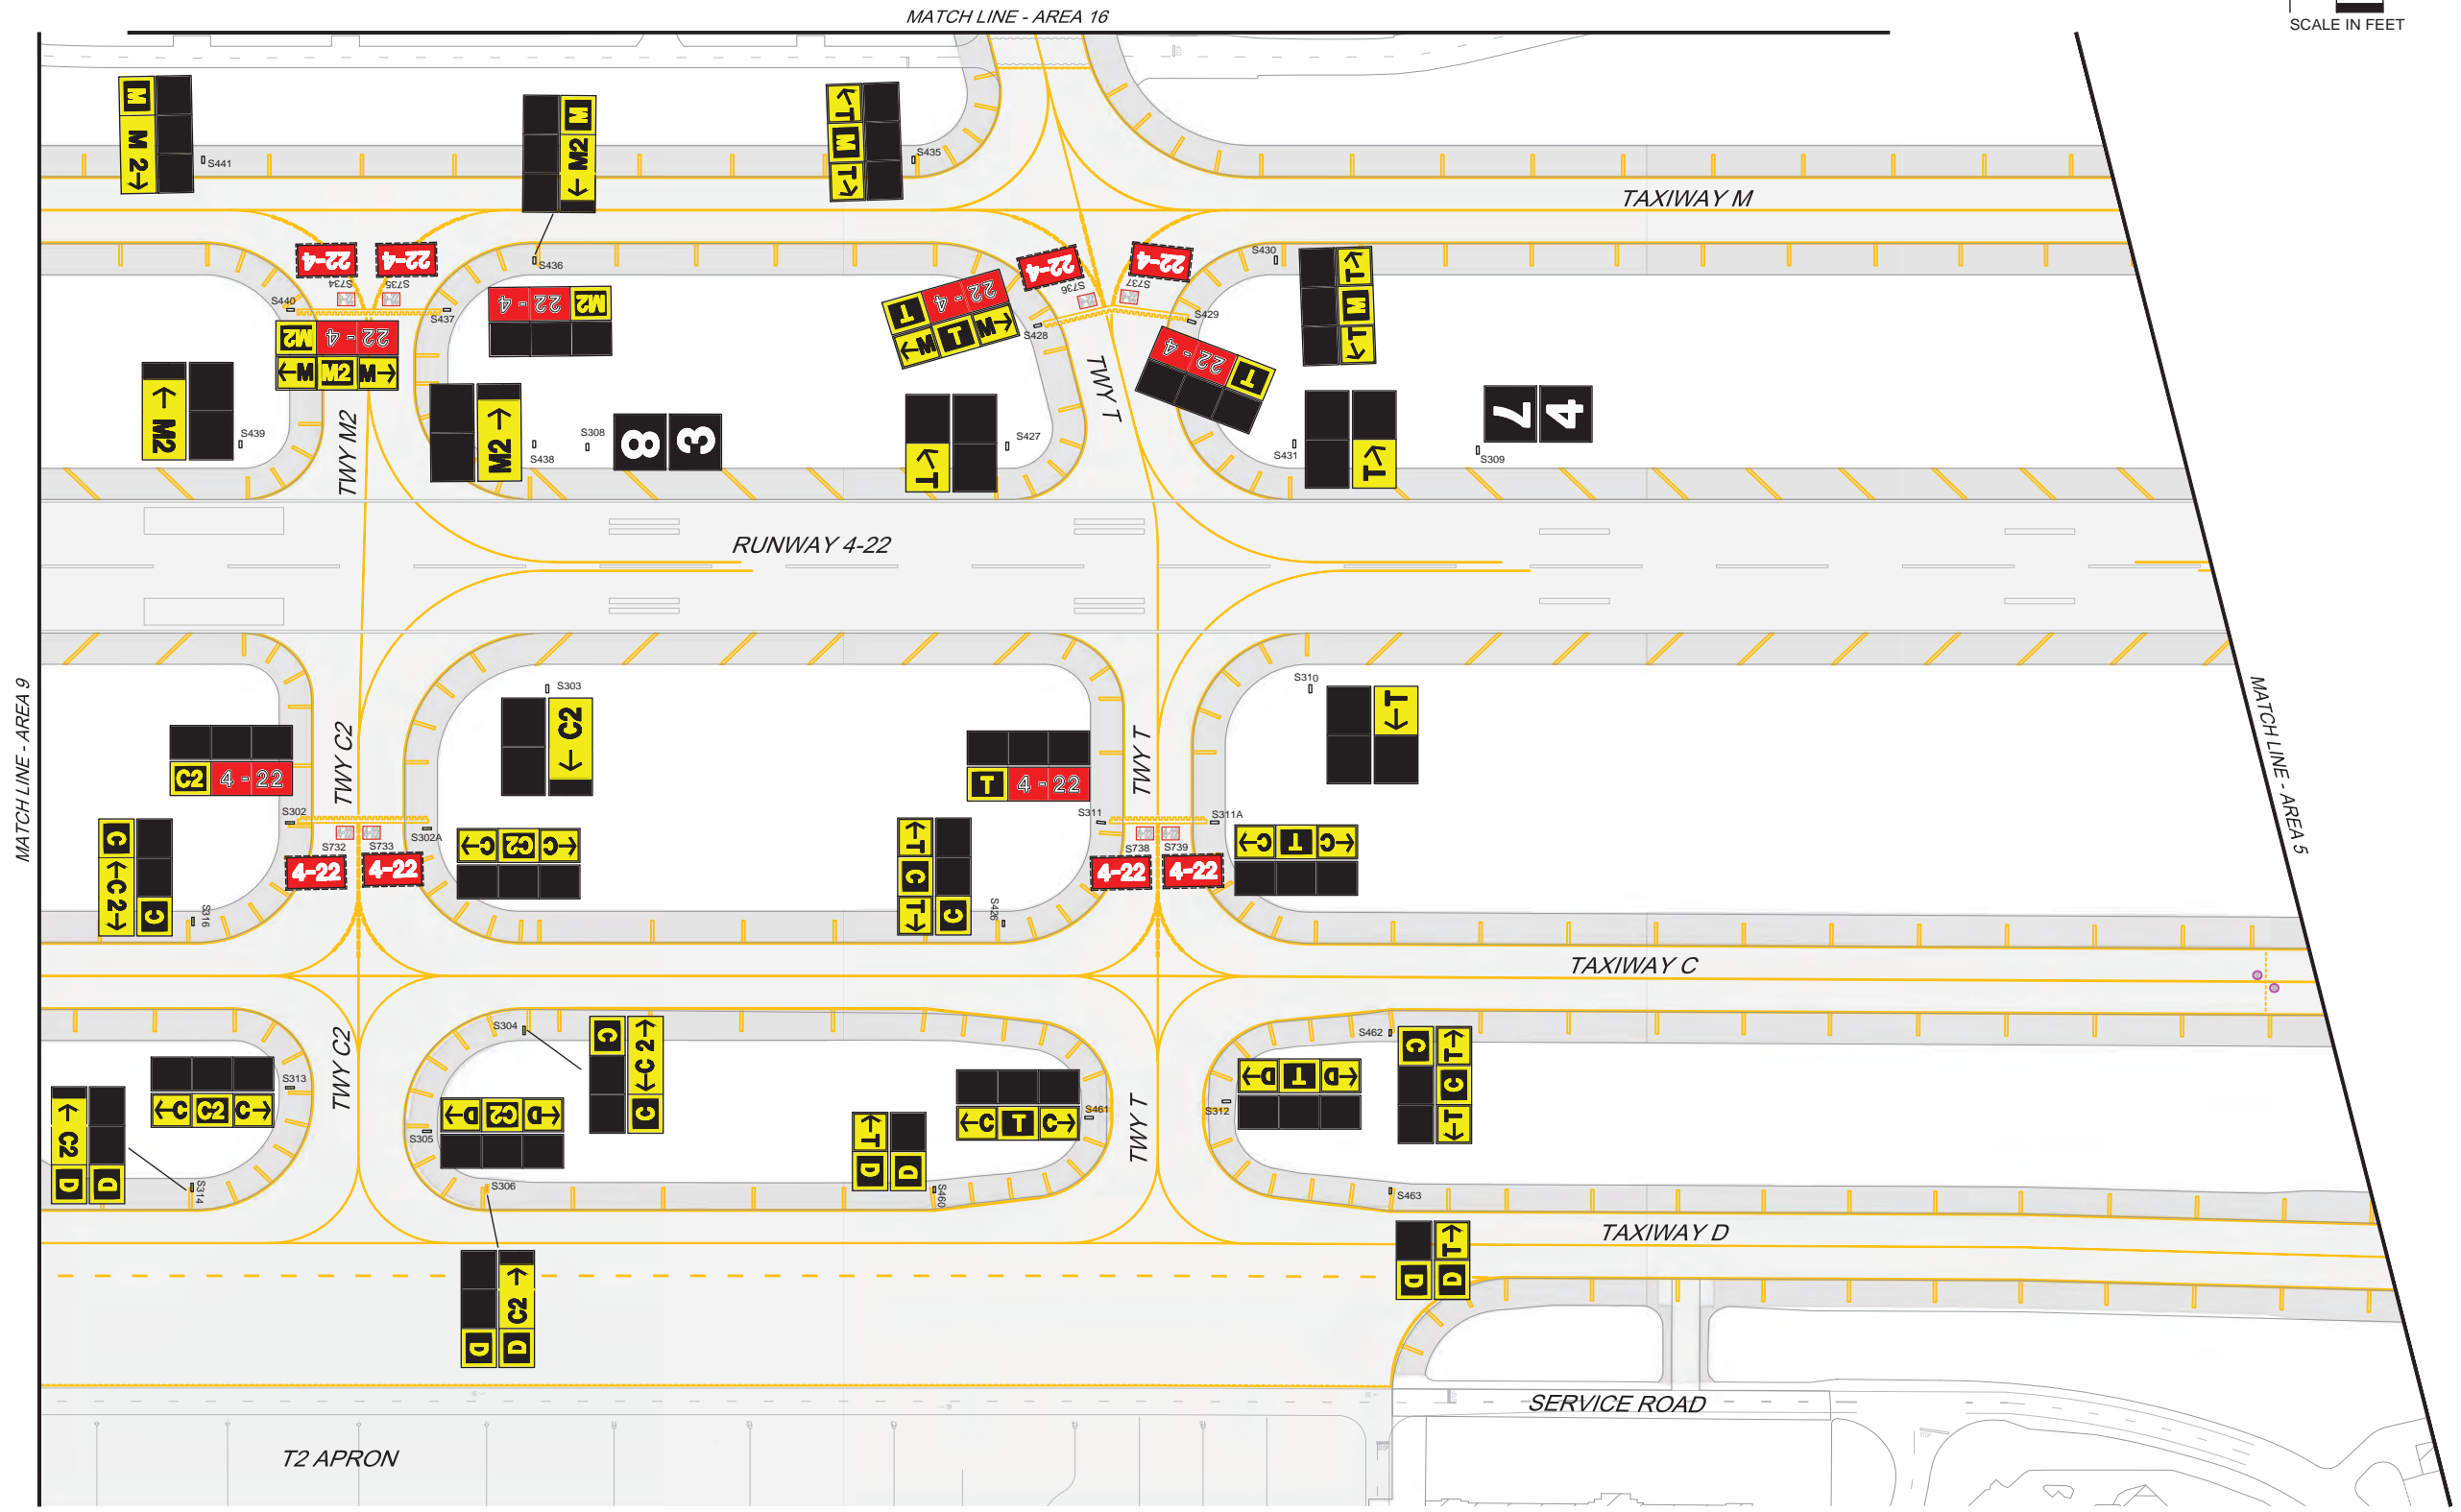 MATCH LINE - AREA 16
SCALE IN FEET
M M 2→
S441
M ← M2
←T M T→
S435
TAXIWAY M
22-4
22-4
22-4
22-4
S734
S735
S736
S737
S436
S430
←T M T→
S440
S437
S428
S429
M2 22 - 4
M2 22 - 4
T 22 - 4
T 22 - 4
←M M2 M→
←M T M→
← M2
S439
TWY M2
M2 →
S438
S308
8 3
←T
S427
TWY T
S431
T→
S309
7 4
RUNWAY 4-22
MATCH LINE - AREA 9
MATCH LINE - AREA 5
S303
← C2
S310
←T
TWY C2
TWY T
C2 4 - 22
T 4 - 22
S302
S302A
S311
S311A
S732
S733
S738
S739
4-22
4-22
4-22
4-22
←C C2 C→
←C T C→
C ←C 2→
C
S316
←T C T→
C
S426
TAXIWAY C
S304
C
←C 2→ C
S462
C
←T C T→
TWY C2
TWY T
S313
←C C2 C→
S305
←D C2 D→
S461
←C T C→
S312
←D T D→
← C2 D
D
S314
S306
←T D
D
S460
S463
D
D T→
TAXIWAY D
D
D C2 →
SERVICE ROAD
T2 APRON